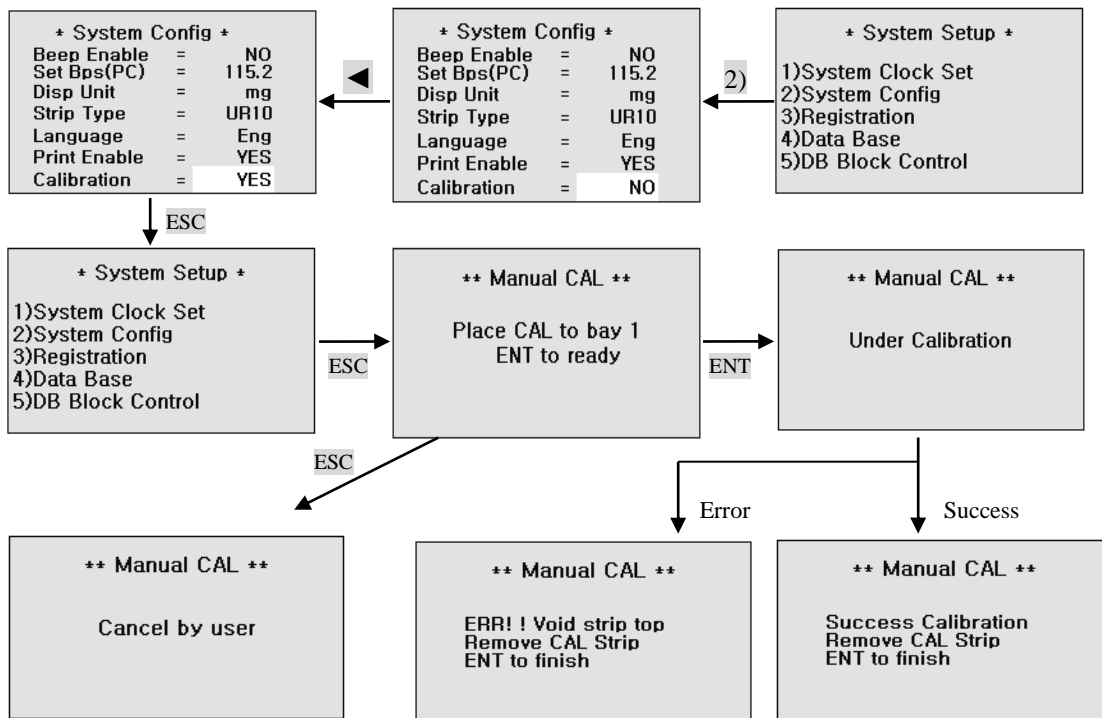 * System Config *
Beep Enable = NO
Set Bps(PC) = 115.2
Disp Unit = mg
Strip Type = UR10
Language = Eng
Print Enable = YES
Calibration = YES
◄
* System Config *
Beep Enable = NO
Set Bps(PC) = 115.2
Disp Unit = mg
Strip Type = UR10
Language = Eng
Print Enable = YES
Calibration = NO
2)
* System Setup *
1)System Clock Set
2)System Config
3)Registration
4)Data Base
5)DB Block Control
ESC
* System Setup *
1)System Clock Set
2)System Config
3)Registration
4)Data Base
5)DB Block Control
ESC
** Manual CAL **
Place CAL to bay 1
ENT to ready
ENT
** Manual CAL **
Under Calibration
ESC
Error
Success
** Manual CAL **
Cancel by user
** Manual CAL **
ERR! ! Void strip top
Remove CAL Strip
ENT to finish
** Manual CAL **
Success Calibration
Remove CAL Strip
ENT to finish